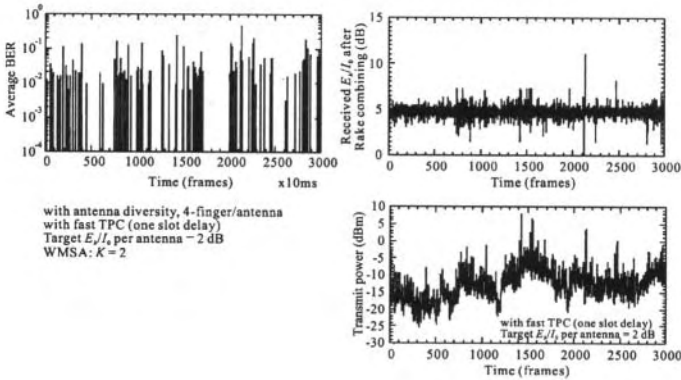 Average BER
10⁰
10⁻¹
10⁻²
10⁻³
10⁻⁴
0 500 1000 1500 2000 2500 3000
Time (frames) x10ms
with antenna diversity, 4-finger/antenna
with fast TPC (one slot delay)
Target Eₛ/I₀ per antenna = 2 dB
WMSA: K = 2
Received Eₛ/I₀ after
Rake combining (dB)
15
10
5
0
0 500 1000 1500 2000 2500 3000
Time (frames)
Transmit power (dBm)
10
5
0
-5
-10
-15
-20
-25
-30
with fast TPC (one slot delay)
Target Eₛ/I₀ per antenna = 2 dB
0 500 1000 1500 2000 2500 3000
Time (frames)